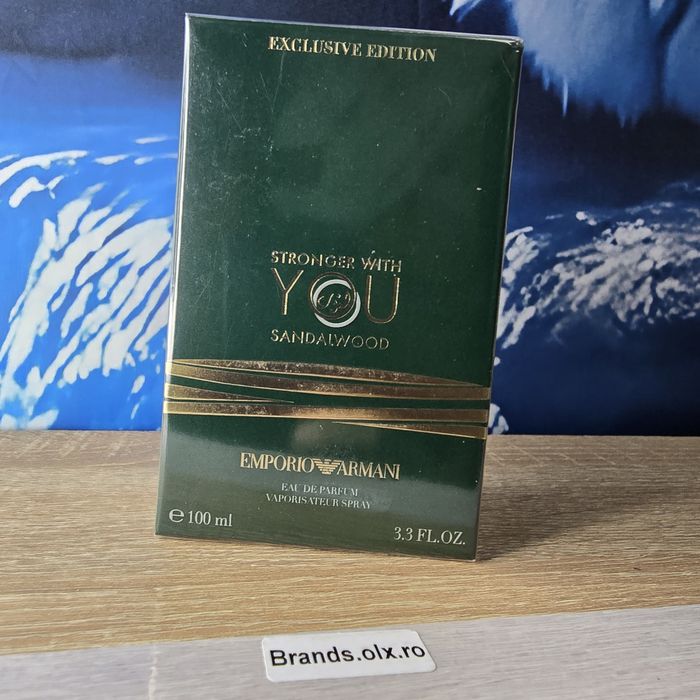 EXCLUSIVE EDITION
STRONGER WITH
YOU
SANDALWOOD
EMPORIO ARMANI
EAU DE PARFUM
VAPORISATEUR SPRAY
℮ 100 ml
3.3 FL.OZ.
Brands.olx.ro